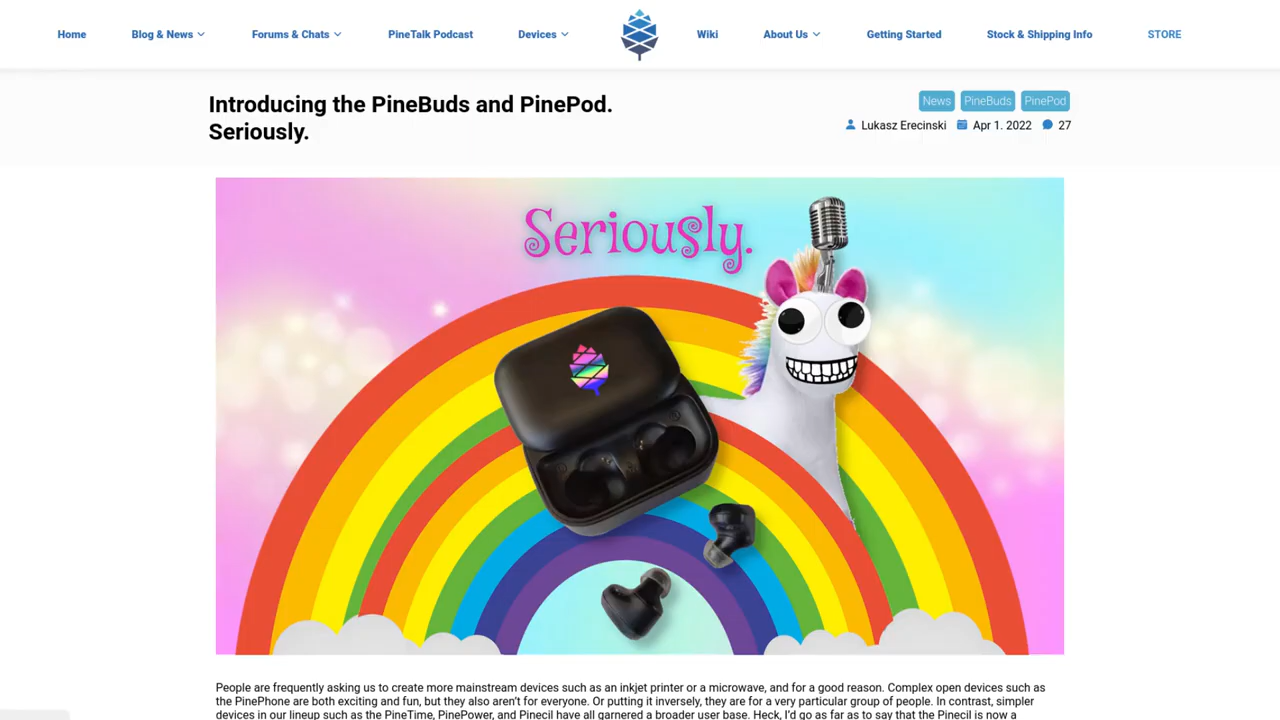 Home
Blog & News
Forums & Chats
PineTalk Podcast
Devices
Wiki
About Us
Getting Started
Stock & Shipping Info
STORE
Introducing the PineBuds and PinePod.
Seriously.
News PineBuds PinePod
Lukasz Erecinski Apr 1. 2022 27
Seriously.
People are frequently asking us to create more mainstream devices such as an inkjet printer or a microwave, and for a good reason. Complex open devices such as
the PinePhone are both exciting and fun, but they also aren't for everyone. Or putting it inversely, they are for a very particular group of people. In contrast, simpler
devices in our lineup such as the PineTime, PinePower, and Pinecil have all garnered a broader user base. Heck, I'd go as far as to say that the Pinecil is now a